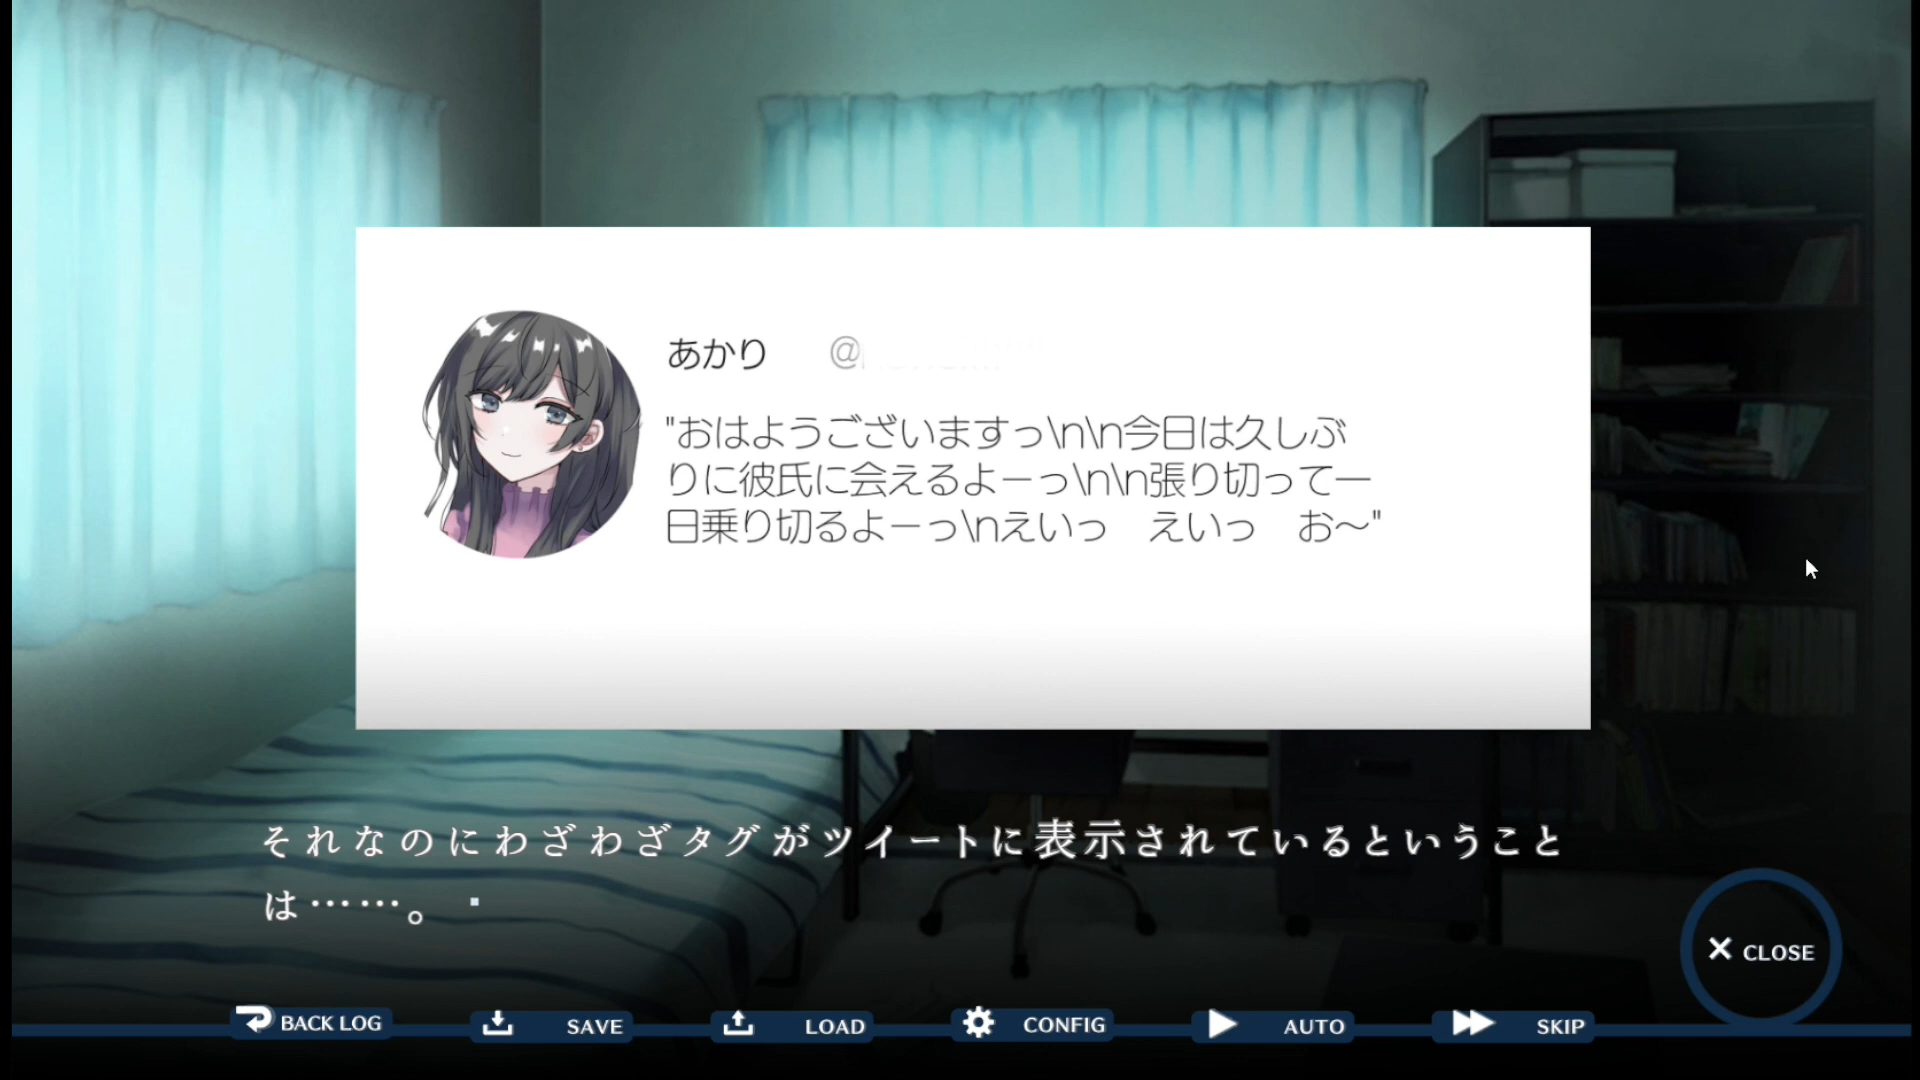 あかり @
"おはようございますっ\n\n今日は久しぶ
りに彼氏に会えるよーっ\n\n張り切って一
日乗り切るよーっ\nえいっ　えいっ　お～"
それなのにわざわざタグがツイートに表示されているということ
は……。
CLOSE
BACK LOG
SAVE
LOAD
CONFIG
AUTO
SKIP